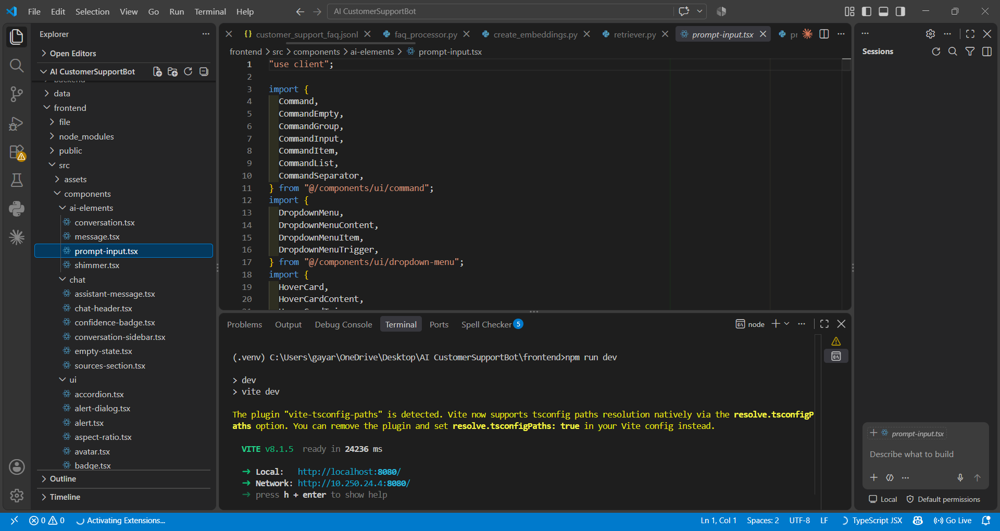 File Edit Selection View Go Run Terminal Help
AI CustomerSupportBot
Explorer
Open Editors
AI CustomerSupportBot
backend
data
frontend
file
node_modules
public
src
assets
components
ai-elements
conversation.tsx
message.tsx
prompt-input.tsx
shimmer.tsx
chat
assistant-message.tsx
chat-header.tsx
confidence-badge.tsx
conversation-sidebar.tsx
empty-state.tsx
sources-section.tsx
ui
accordion.tsx
alert-dialog.tsx
alert.tsx
aspect-ratio.tsx
avatar.tsx
badge.tsx
Outline
Timeline
customer_support_faq.jsonl faq_processor.py create_embeddings.py retriever.py prompt-input.tsx pr
frontend > src > components > ai-elements > prompt-input.tsx
1 "use client";
2
3 import {
4 Command,
5 CommandEmpty,
6 CommandGroup,
7 CommandInput,
8 CommandItem,
9 CommandList,
10 CommandSeparator,
11 } from "@/components/ui/command";
12 import {
13 DropdownMenu,
14 DropdownMenuContent,
15 DropdownMenuItem,
16 DropdownMenuTrigger,
17 } from "@/components/ui/dropdown-menu";
18 import {
19 HoverCard,
20 HoverCardContent,
Problems Output Debug Console Terminal Ports Spell Checker 5
node
(.venv) C:\Users\gayar\OneDrive\Desktop\AI CustomerSupportBot\frontend>npm run dev
> dev
> vite dev
The plugin "vite-tsconfig-paths" is detected. Vite now supports tsconfig paths resolution natively via the resolve.tsconfigP
aths option. You can remove the plugin and set resolve.tsconfigPaths: true in your Vite config instead.
VITE v8.1.5 ready in 24236 ms
➜ Local: http://localhost:8080/
➜ Network: http://10.250.24.4:8080/
➜ press h + enter to show help
Sessions
prompt-input.tsx
Describe what to build
Local Default permissions
0 0 Activating Extensions...
Ln 1, Col 1 Spaces: 2 UTF-8 LF TypeScript JSX Go Live